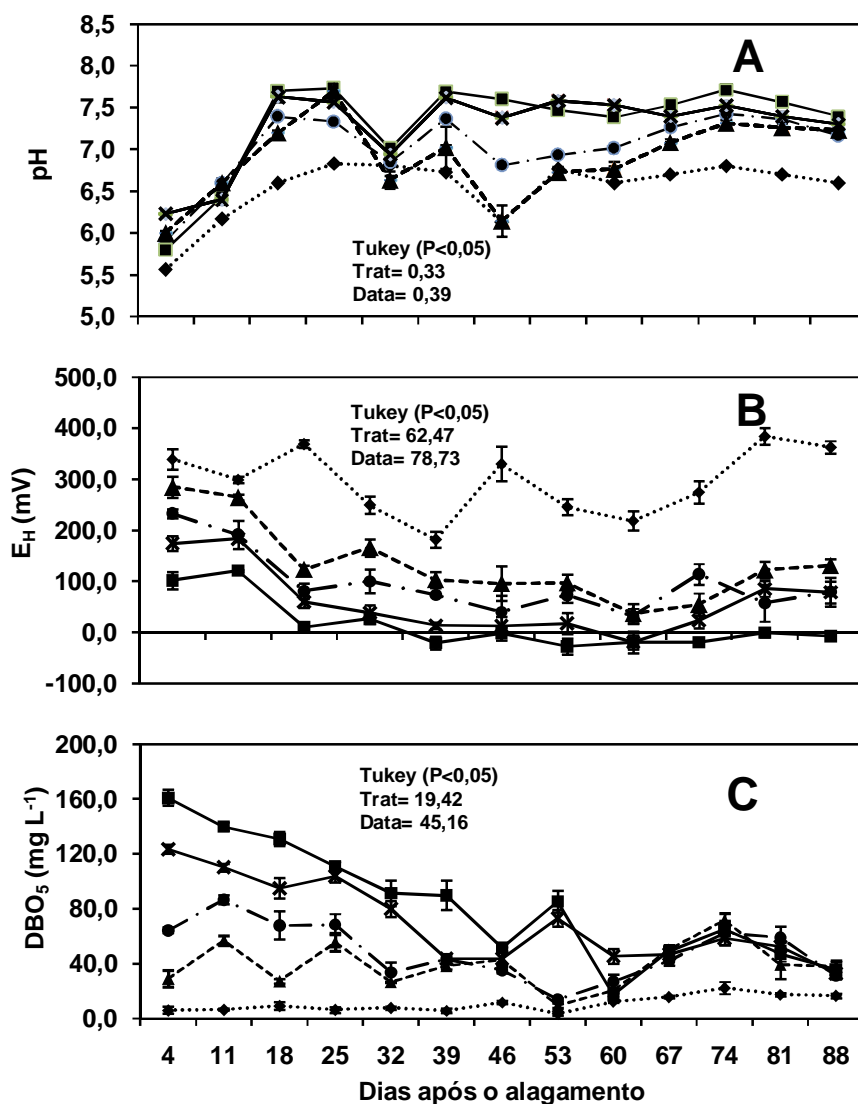 8,5
8,0
7,5
7,0
6,5
6,0
5,5
5,0
pH
A
Tukey (P<0,05)
Trat= 0,33
Data= 0,39
500,0
400,0
300,0
200,0
100,0
0,0
-100,0
E_H (mV)
B
Tukey (P<0,05)
Trat= 62,47
Data= 78,73
200,0
160,0
120,0
80,0
40,0
0,0
DBO₅ (mg L⁻¹)
C
Tukey (P<0,05)
Trat= 19,42
Data= 45,16
4 11 18 25 32 39 46 53 60 67 74 81 88
Dias após o alagamento